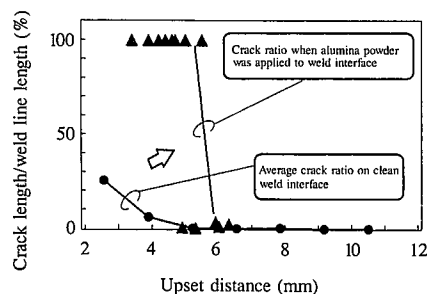 Crack length/weld line length (%)
100
50
0
Crack ratio when alumina powder
was applied to weld interface
Average crack ratio on clean
weld interface
2
4
6
8
10
12
Upset distance (mm)